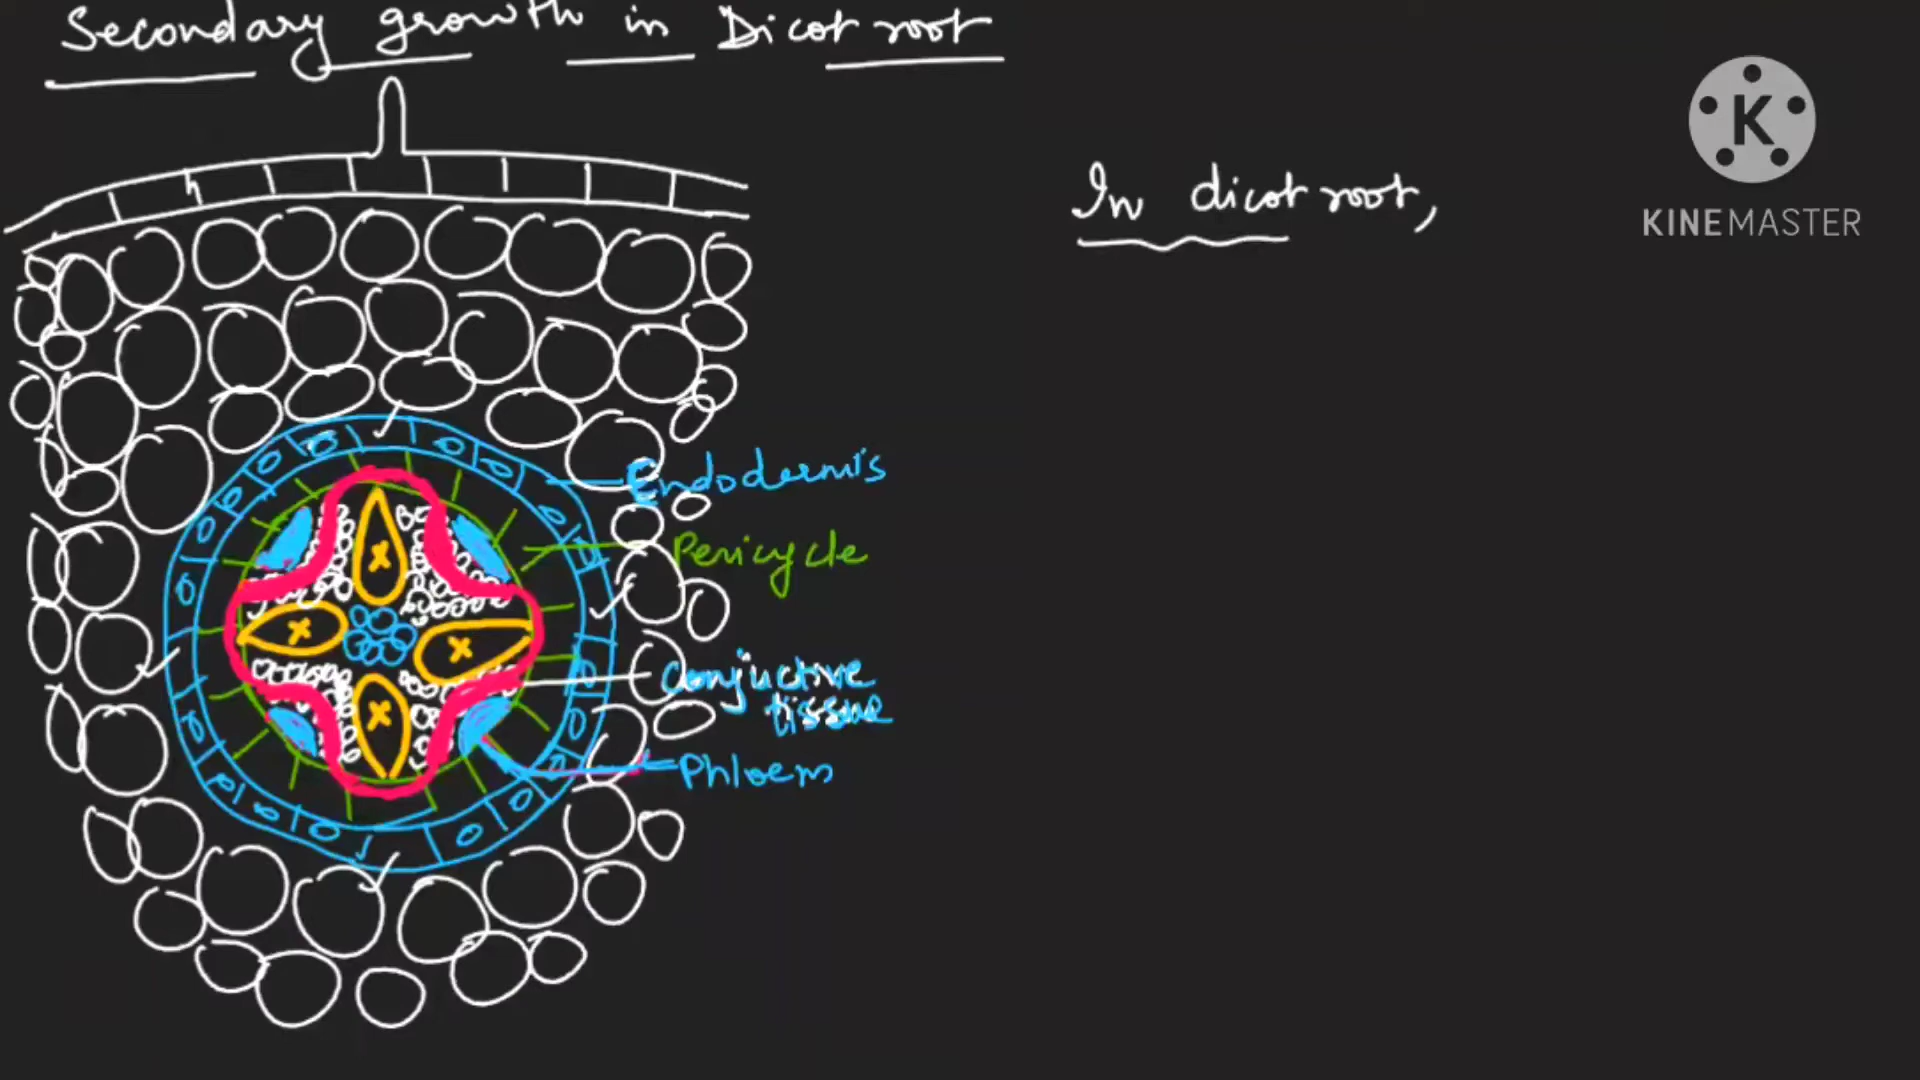 Secondary growth in Dicot root
In dicot root,
K
KINEMASTER
Endodermis
Pericycle
Conjuctive
tissue
Phloem
x
x
x
x